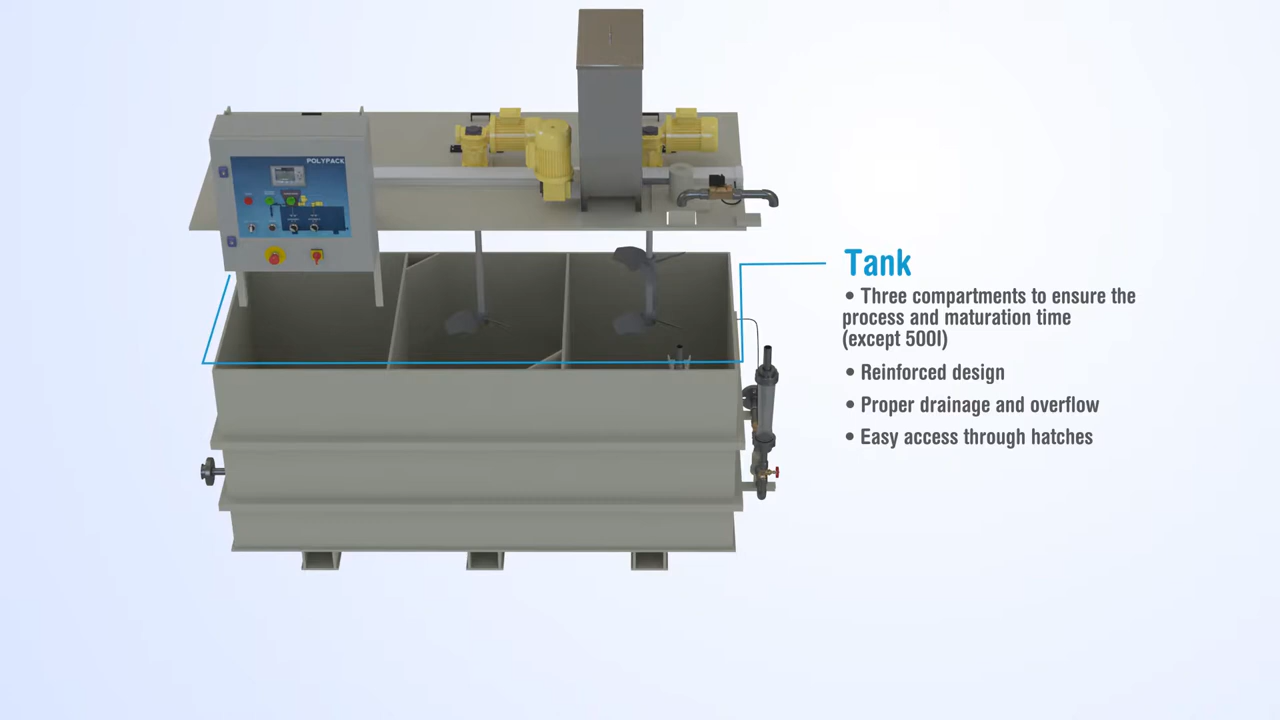 POLYPACK
Tank
• Three compartments to ensure the
process and maturation time
(except 500l)
• Reinforced design
• Proper drainage and overflow
• Easy access through hatches